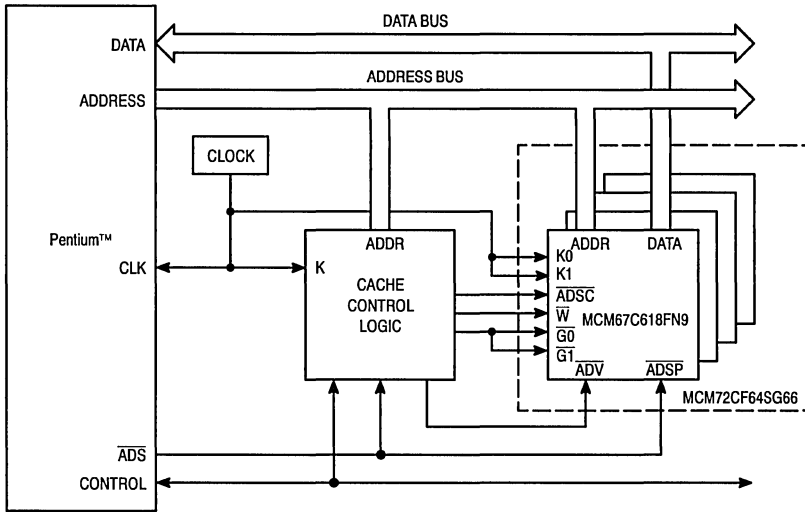 DATA BUS
DATA
ADDRESS BUS
ADDRESS
CLOCK
Pentium™
ADDR
ADDR DATA
K0
CLK
K
K1
CACHE
CONTROL
LOGIC
ADSC
W
MCM67C618FN9
G0
G1
ADV ADSP
MCM72CF64SG66
ADS
CONTROL